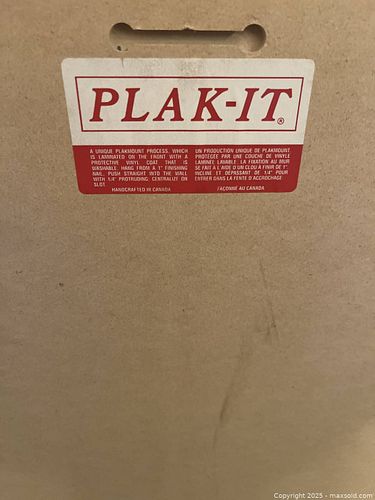 PLAK-IT®
A UNIQUE PLAKMOUNT PROCESS, WHICH
IS LAMINATED ON THE FRONT WITH A
PROTECTIVE VINYL COAT THAT IS
WASHABLE. HANG FROM A 1" FINISHING
NAIL. PUSH STRAIGHT INTO THE WALL
WITH 1/4" PROTRUDING CENTRALIZE ON
SLOT.
HANDCRAFTED IN CANADA
UN PRODUCTION UNIQUE DE PLAKMOUNT,
PROTÉGÉE PAR UNE COUCHE DE VINYLE
LAMINÉE LAVABLE. LA FIXATION AU MUR
SE FAIT À L'AIDE D'UN CLOU À FINIR DE 1"
INCLINÉ ET DÉPASSANT DE 1/4" POUR
ENTRER DANS LA FENTE D'ACCROCHAGE
FAÇONNÉ AU CANADA
Copyright 2025 - maxsold.com